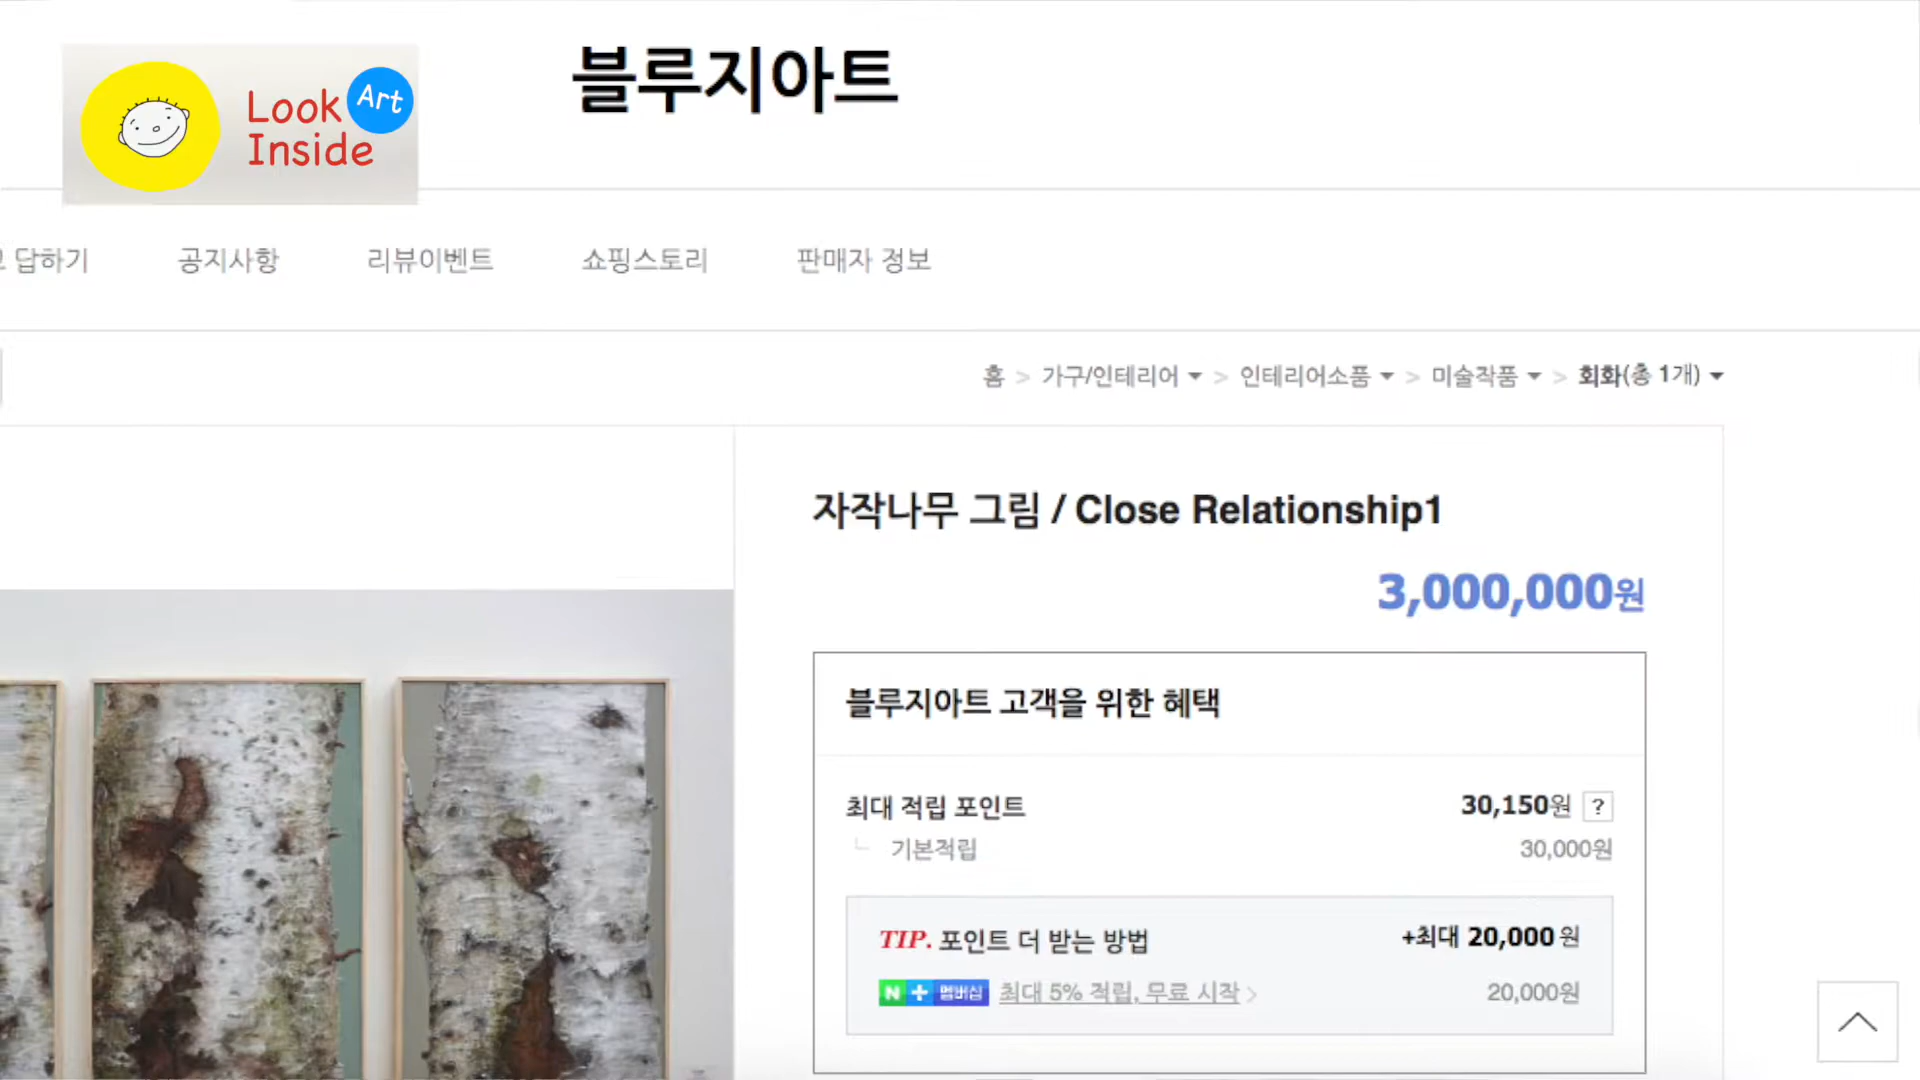 블루지아트
Look Art
Inside
답하기 공지사항 리뷰이벤트 쇼핑스토리 판매자 정보
홈 > 가구/인테리어 > 인테리어소품 > 미술작품 > 회화(총 1개)
자작나무 그림 / Close Relationship1
3,000,000원
블루지아트 고객을 위한 혜택
최대 적립 포인트 30,150원 ?
기본적립 30,000원
TIP. 포인트 더 받는 방법 +최대 20,000 원
N + 멤버십 최대 5% 적립, 무료 시작 > 20,000원